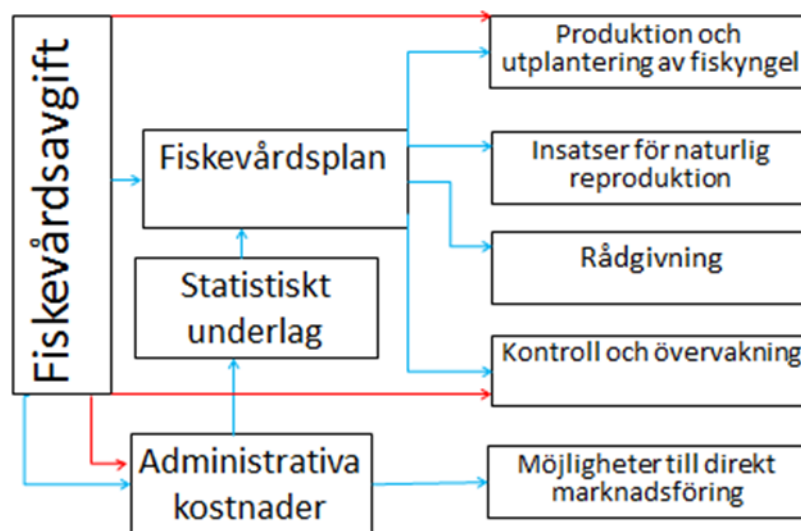 Fiskevårdsavgift
Produktion och
utplantering av fiskyngel
Fiskevårdsplan
Insatser för naturlig
reproduktion
Rådgivning
Statistiskt
underlag
Kontroll och övervakning
Administrativa
kostnader
Möjligheter till direkt
marknadsföring